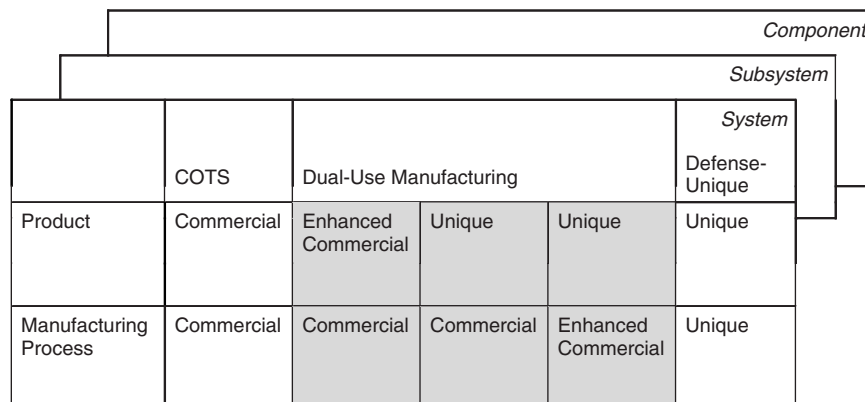 Component
Subsystem
System
COTS Dual-Use Manufacturing Defense-
Unique
Product Commercial Enhanced Unique Unique Unique
Commercial
Manufacturing Commercial Commercial Commercial Enhanced Unique
Process Commercial